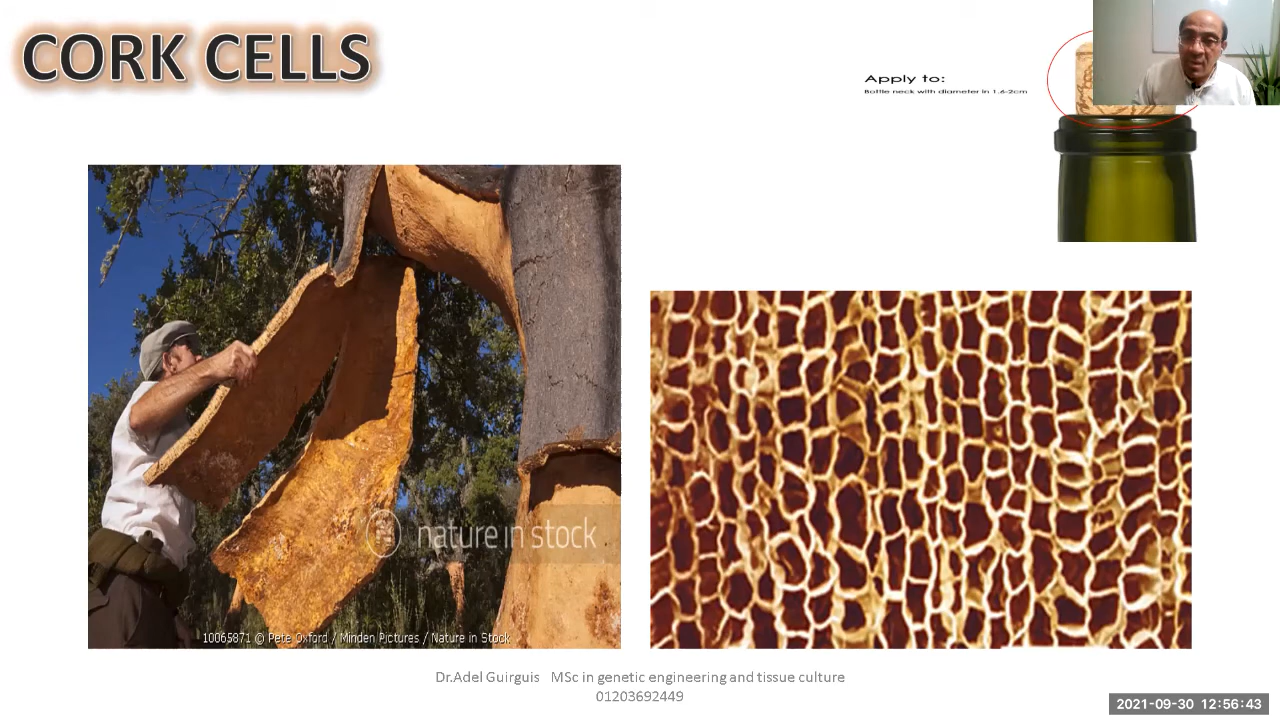 CORK CELLS
Apply to:
Bottle neck with diameter in 1.6-2cm
nature in stock
10065871 © Pete Oxford / Minden Pictures / Nature in Stock
Dr.Adel Guirguis MSc in genetic engineering and tissue culture
01203692449
2021-09-30 12:56:43